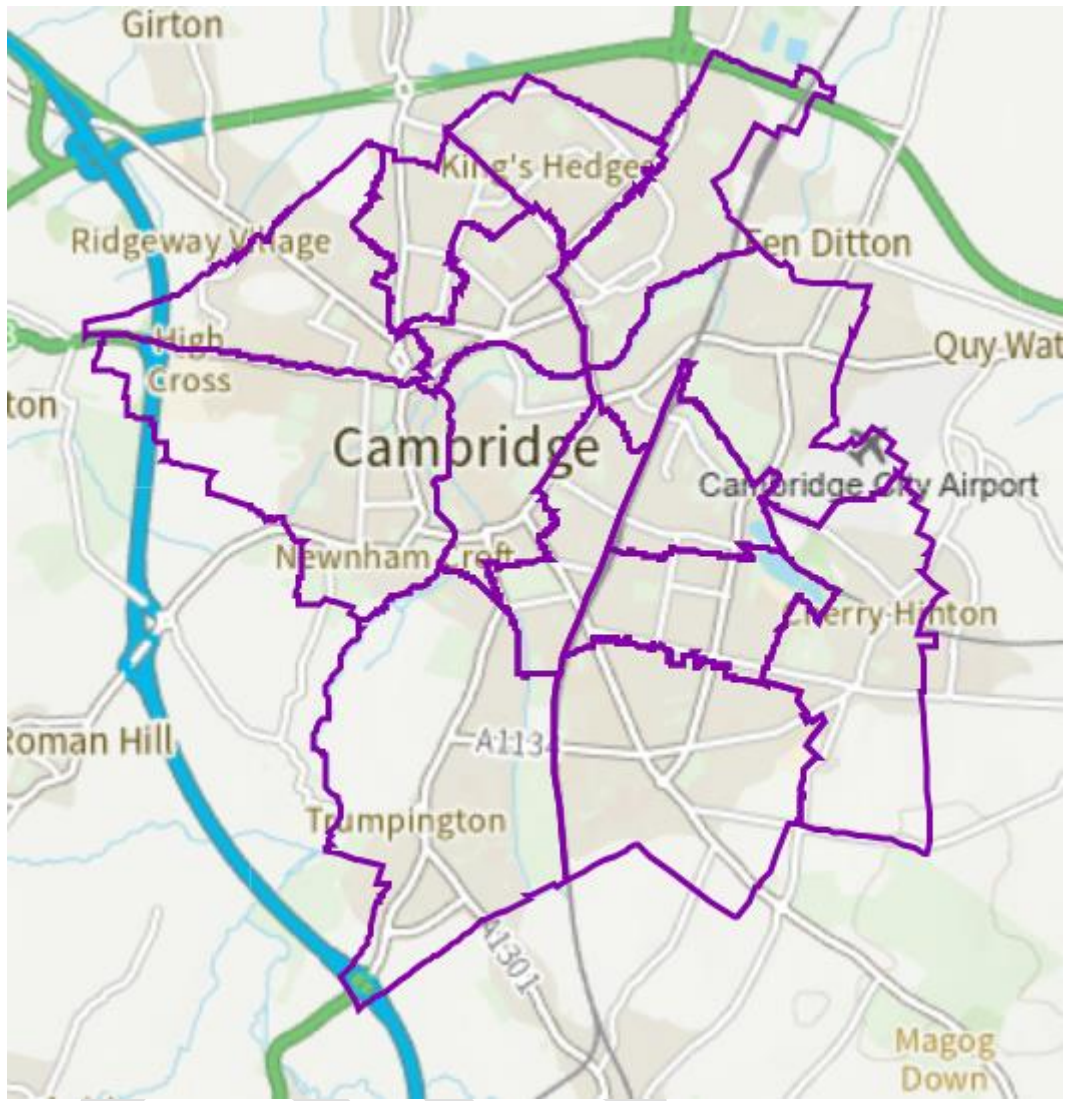 Girton
King's Hedges
Ridgeway Village
Fen Ditton
High
Cross
Quy Wat
ton
Cambridge
Cambridge City Airport
Newnham Croft
Cherry Hinton
Roman Hill
A1134
Trumpington
A1301
Magog
Down